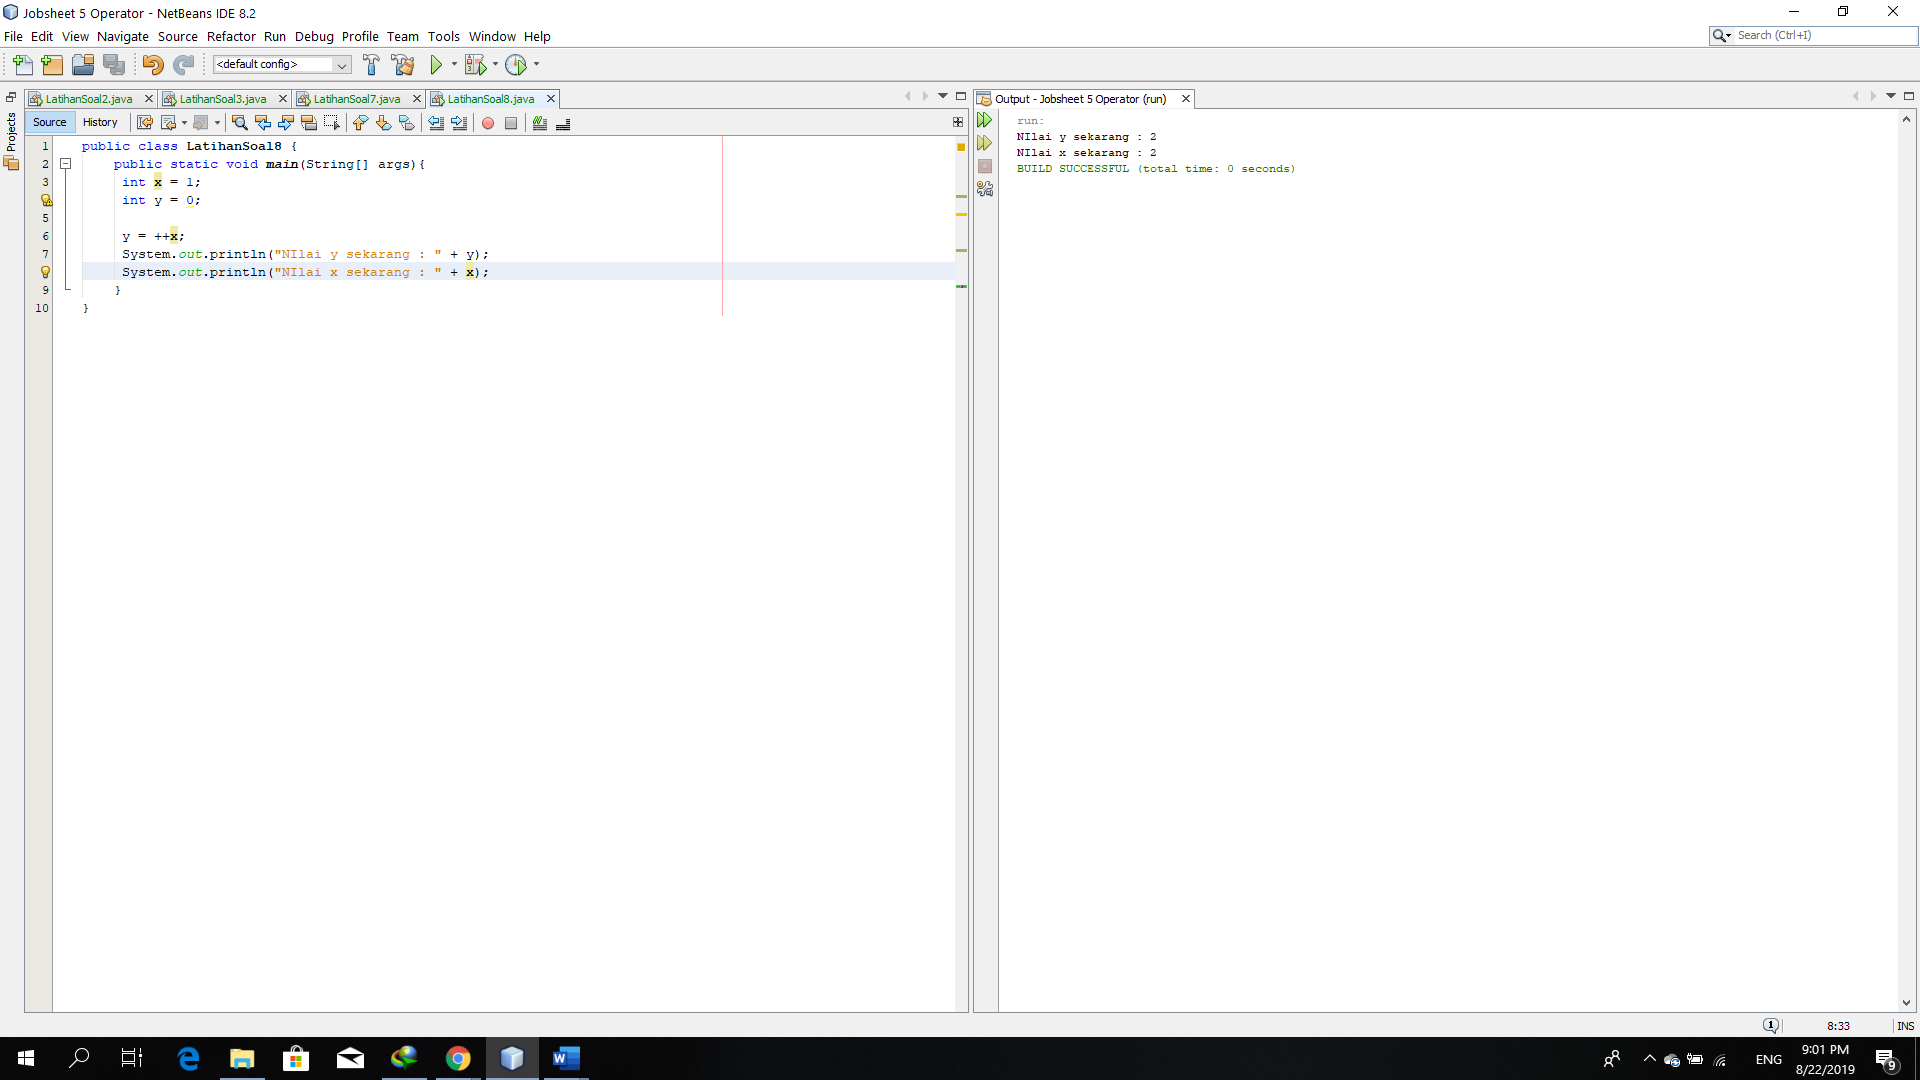 Jobsheet 5 Operator - NetBeans IDE 8.2
File Edit View Navigate Source Refactor Run Debug Profile Team Tools Window Help
Search (Ctrl+I)
<default config>
Projects
LatihanSoal2.java LatihanSoal3.java LatihanSoal7.java LatihanSoal8.java
Source History
1 public class LatihanSoal8 {
2 public static void main(String[] args){
3 int x = 1;
int y = 0;
5
6 y = ++x;
7 System.out.println("NIlai y sekarang : " + y);
System.out.println("NIlai x sekarang : " + x);
9 }
10 }
Output - Jobsheet 5 Operator (run)
run:
NIlai y sekarang : 2
NIlai x sekarang : 2
BUILD SUCCESSFUL (total time: 0 seconds)
1 8:33 INS
ENG
9:01 PM
8/22/2019
9